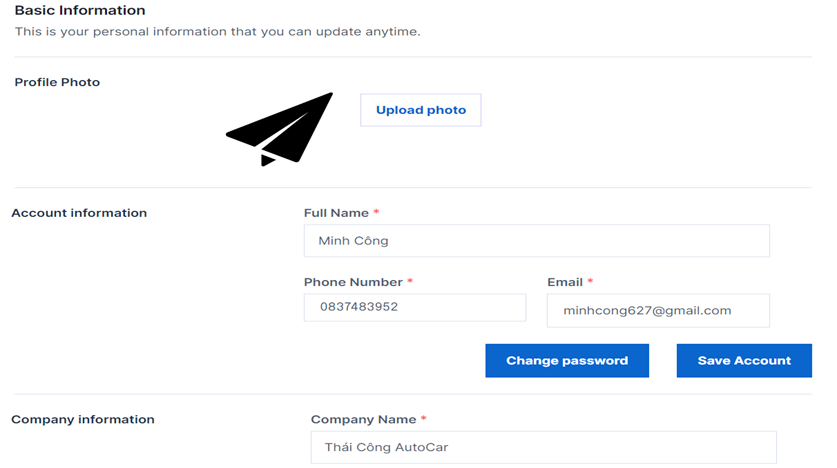 Basic Information
This is your personal information that you can update anytime.
Profile Photo
Upload photo
Account information
Full Name *
Minh Công
Phone Number * Email *
0837483952 minhcong627@gmail.com
Change password Save Account
Company information
Company Name *
Thái Công AutoCar